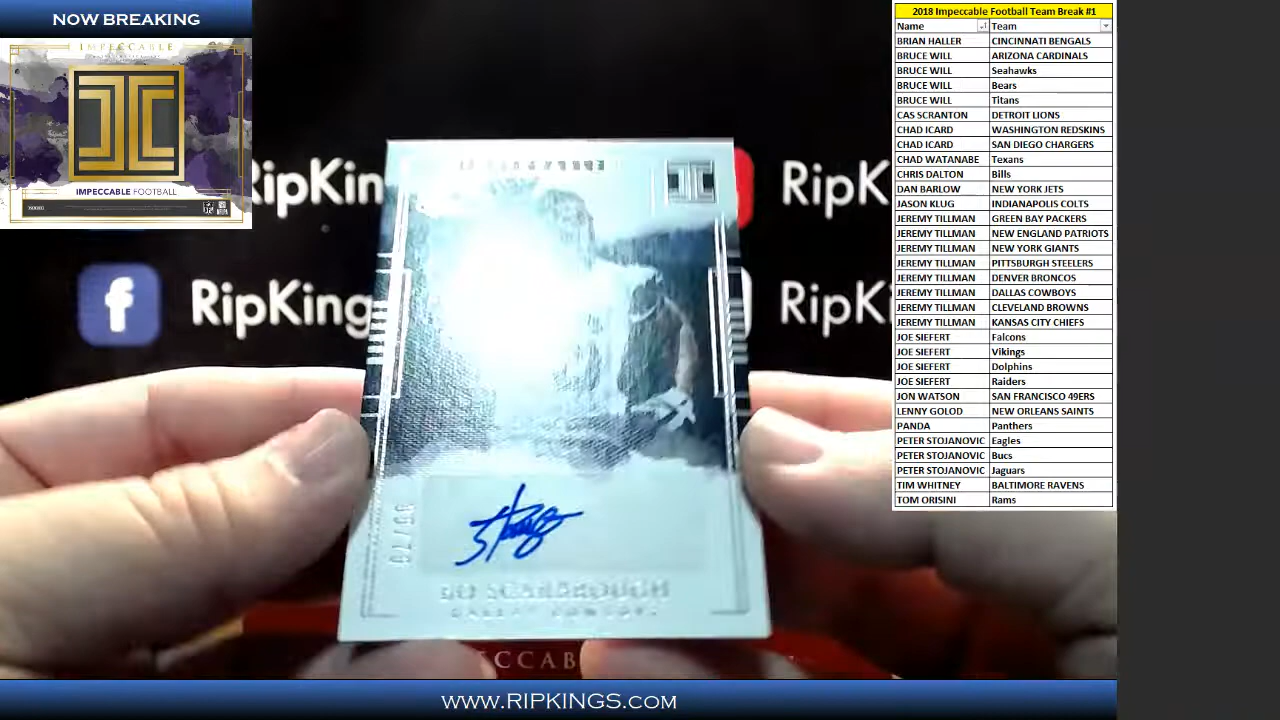 NOW BREAKING
IMPECCABLE
IMPECCABLE FOOTBALL
2018 Impeccable Football Team Break #1
Name Team
BRIAN HALLER CINCINNATI BENGALS
BRUCE WILL ARIZONA CARDINALS
BRUCE WILL Seahawks
BRUCE WILL Bears
BRUCE WILL Titans
CAS SCRANTON DETROIT LIONS
CHAD ICARD WASHINGTON REDSKINS
CHAD ICARD SAN DIEGO CHARGERS
CHAD WATANABE Texans
CHRIS DALTON Bills
DAN BARLOW NEW YORK JETS
JASON KLUG INDIANAPOLIS COLTS
JEREMY TILLMAN GREEN BAY PACKERS
JEREMY TILLMAN NEW ENGLAND PATRIOTS
JEREMY TILLMAN NEW YORK GIANTS
JEREMY TILLMAN PITTSBURGH STEELERS
JEREMY TILLMAN DENVER BRONCOS
JEREMY TILLMAN DALLAS COWBOYS
JEREMY TILLMAN CLEVELAND BROWNS
JEREMY TILLMAN KANSAS CITY CHIEFS
JOE SIEFERT Falcons
JOE SIEFERT Vikings
JOE SIEFERT Dolphins
JOE SIEFERT Raiders
JON WATSON SAN FRANCISCO 49ERS
LENNY GOLOD NEW ORLEANS SAINTS
PANDA Panthers
PETER STOJANOVIC Eagles
PETER STOJANOVIC Bucs
PETER STOJANOVIC Jaguars
TIM WHITNEY BALTIMORE RAVENS
TOM ORISINI Rams
RipKin
RipKin
f RipKings
RipKin
BO SCARBROUGH
DALLAS COWBOYS
WWW.RIPKINGS.COM